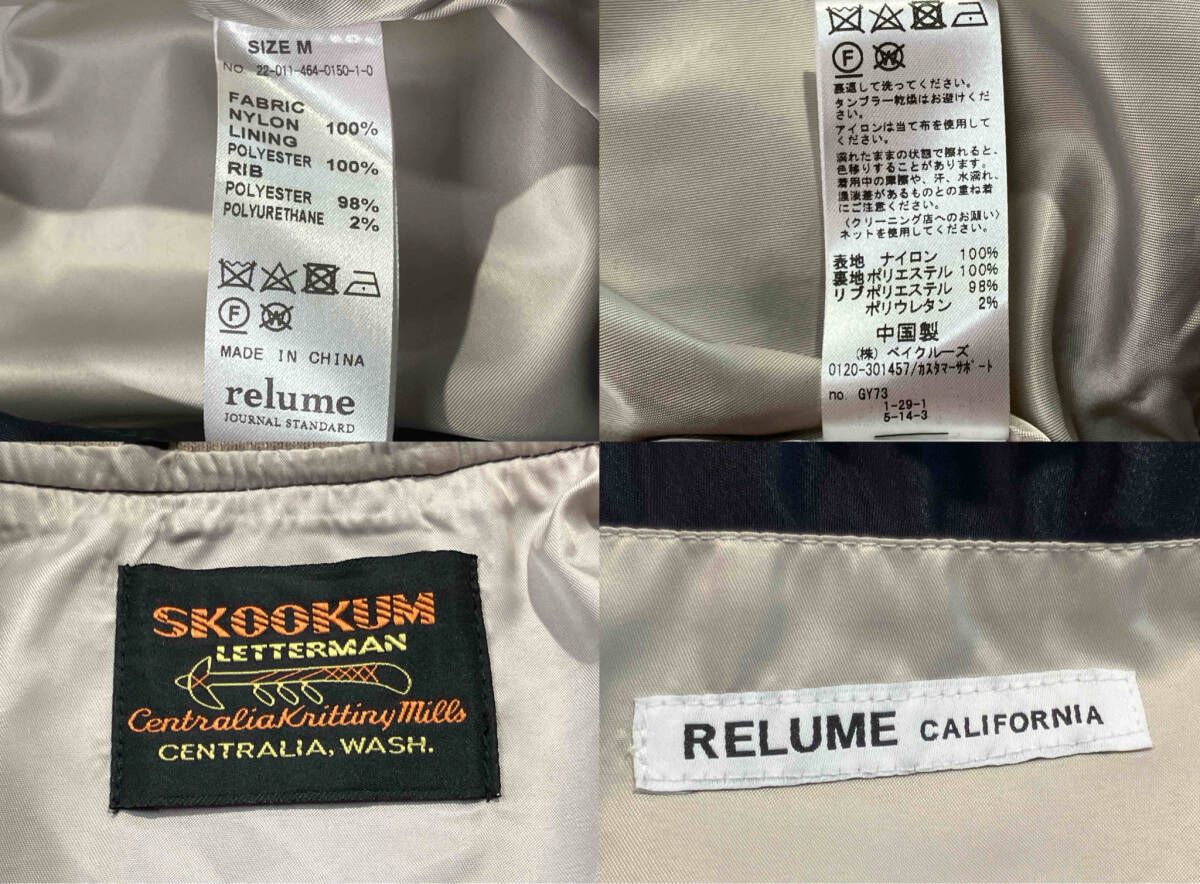 SIZE M
NO 22-011-464-0150-1-0
FABRIC
NYLON 100%
LINING
POLYESTER 100%
RIB
POLYESTER 98%
POLYURETHANE 2%
F W
MADE IN CHINA
relume
JOURNAL STANDARD
F W
裏返して洗ってください。
タンブラー乾燥はお避けくだ
さい。
アイロンは当て布を使用して
ください。
濡れたままの状態で擦れると、
色移りすることがあります。
着用中の摩擦や、汗、水濡れ、
濃淡差があるものとの重ね着
にご注意ください。
〈クリーニング店へのお願い〉
ネットを使用してください。
表地 ナイロン 100%
裏地 ポリエステル 100%
リブ ポリエステル 98%
ポリウレタン 2%
中国製
(株) ベイクルーズ
0120-301457/カスタマーサポート
no. GY73
1-29-1
5-14-3
SKOOKUM
LETTERMAN
Centralia Knittiny Mills
CENTRALIA, WASH.
RELUME CALIFORNIA